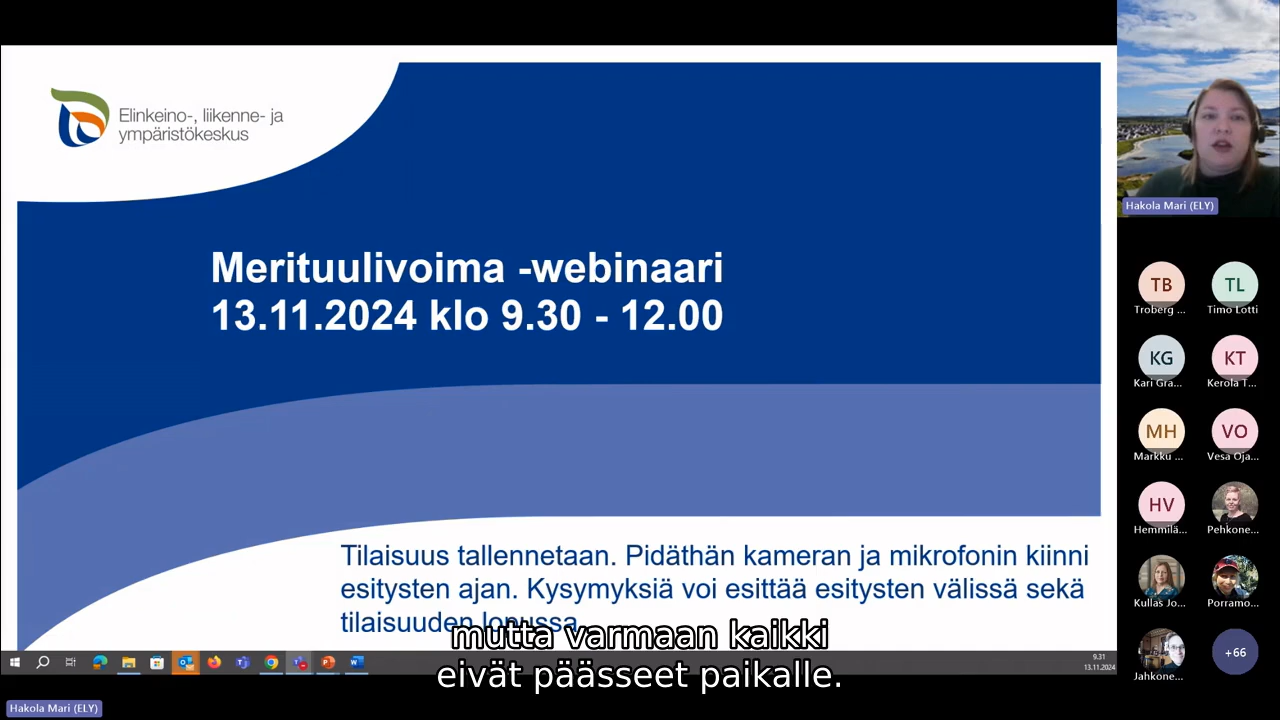 Elinkeino-, liikenne- ja
ympäristökeskus
Merituulivoima -webinaari
13.11.2024 klo 9.30 - 12.00
Tilaisuus tallennetaan. Pidäthän kameran ja mikrofonin kiinni
esitysten ajan. Kysymyksiä voi esittää esitysten välissä sekä
tilaisuuden lopussa.
mutta varmaan kaikki
eivät päässeet paikalle.
9.31
13.11.2024
Hakola Mari (ELY)
Hakola Mari (ELY)
TB
Troberg ...
TL
Timo Lotti
KG
Kari Gra...
KT
Kerola T...
MH
Markku ...
VO
Vesa Oja...
HV
Hemmilä...
Pehkone...
Kullas Jo...
Porramo...
Jahkone...
+66